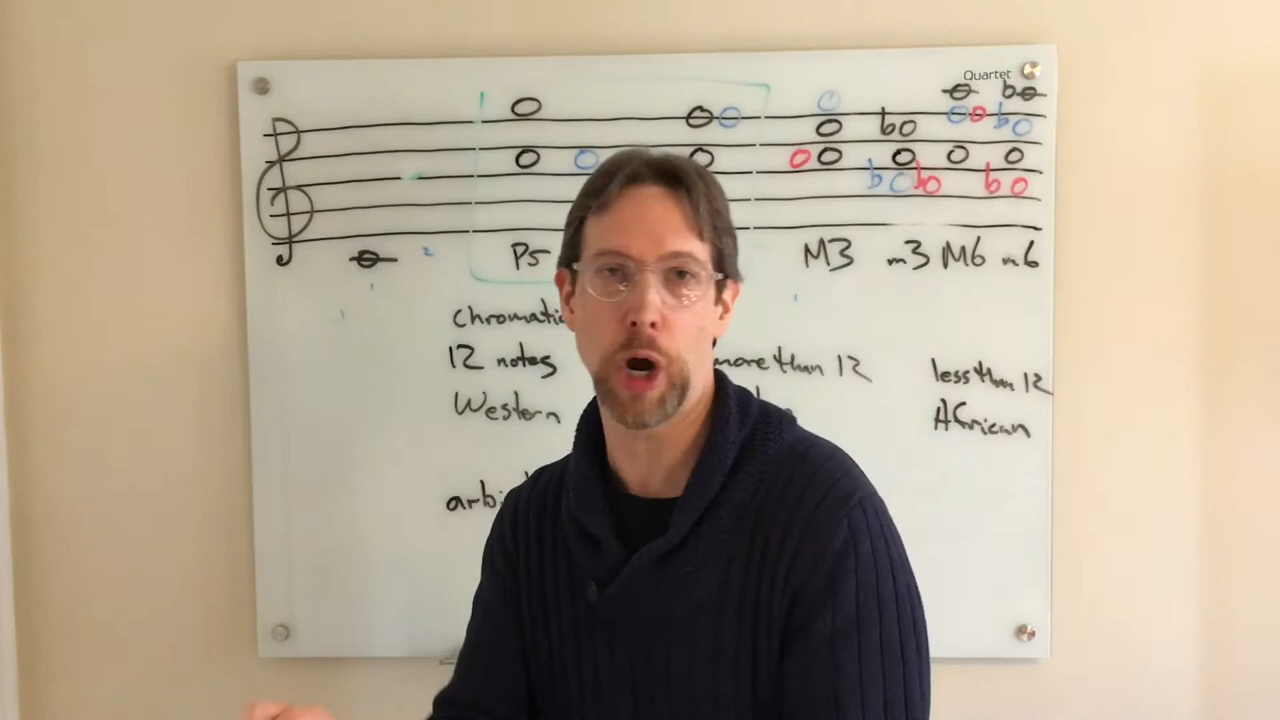 Quartet
P5 M3 m3 M6 m6
chromatic
12 notes more than 12 less than 12
Western African